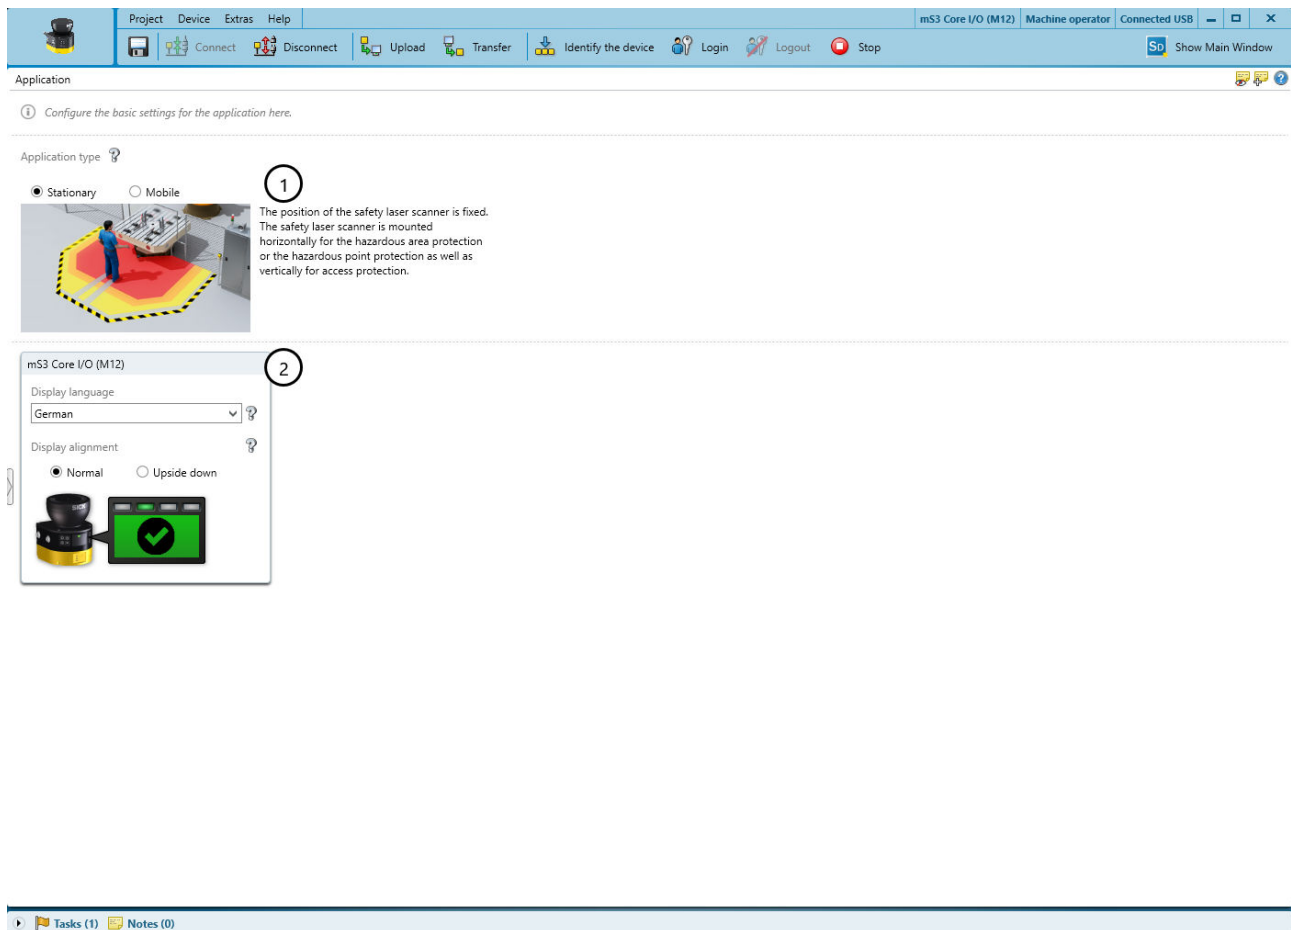 Project Device Extras Help
mS3 Core I/O (M12) Machine operator Connected USB
Connect Disconnect Upload Transfer Identify the device Login Logout Stop SD Show Main Window
Application
Configure the basic settings for the application here.
Application type
Stationary Mobile
1
The position of the safety laser scanner is fixed.
The safety laser scanner is mounted
horizontally for the hazardous area protection
or the hazardous point protection as well as
vertically for access protection.
mS3 Core I/O (M12)
2
Display language
German
Display alignment
Normal Upside down
SICK
Tasks (1) Notes (0)